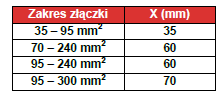 Zakres złączki X (mm)
35 – 95 mm² 35
70 – 240 mm² 60
95 – 240 mm² 60
95 – 300 mm² 70